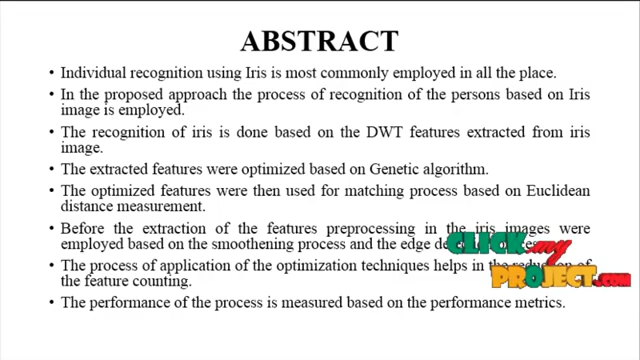 ABSTRACT
• Individual recognition using Iris is most commonly employed in all the place.
• In the proposed approach the process of recognition of the persons based on Iris
image is employed.
• The recognition of iris is done based on the DWT features extracted from iris
image.
• The extracted features were optimized based on Genetic algorithm.
• The optimized features were then used for matching process based on Euclidean
distance measurement.
• Before the extraction of the features preprocessing in the iris images were
employed based on the smoothening process and the edge
CLICK my
PROJECT.com
• The process of application of the optimization techniques helps in the of
the feature counting.
• The performance of the process is measured based on the performance metrics.